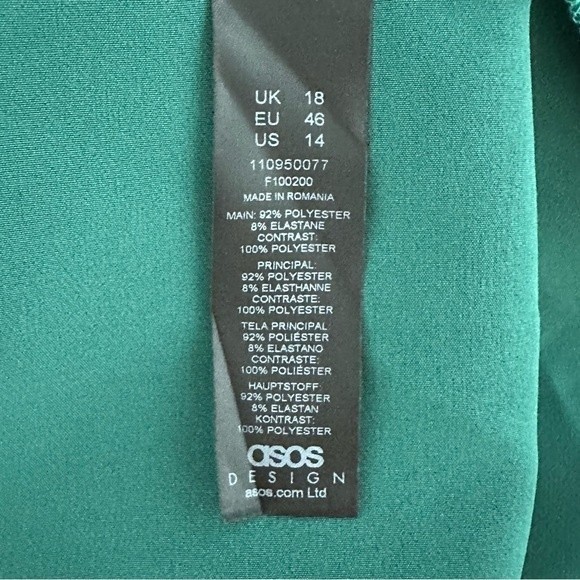 UK 18
EU 46
US 14
110950077
F100200
MADE IN ROMANIA
MAIN: 92% POLYESTER
8% ELASTANE
CONTRAST:
100% POLYESTER
PRINCIPAL:
92% POLYESTER
8% ELASTHANNE
CONTRASTE:
100% POLYESTER
TELA PRINCIPAL:
92% POLIÉSTER
8% ELASTANO
CONTRASTE:
100% POLIÉSTER
HAUPTSTOFF:
92% POLYESTER
8% ELASTAN
KONTRAST:
100% POLYESTER
asos
DESIGN
asos.com Ltd